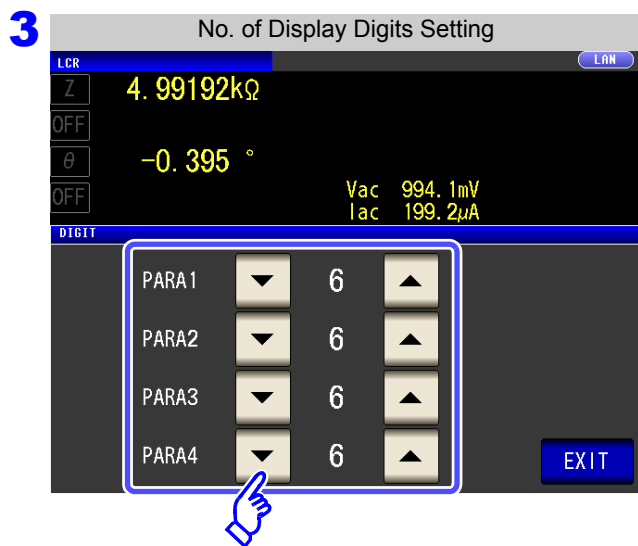 3
No. of Display Digits Setting
LCR
LAN
Z 4.99192kΩ
OFF
θ -0.395 °
OFF
Vac 994.1mV
Iac 199.2μA
DIGIT
PARA1 ▼ 6 ▲
PARA2 ▼ 6 ▲
PARA3 ▼ 6 ▲
PARA4 ▼ 6 ▲
EXIT